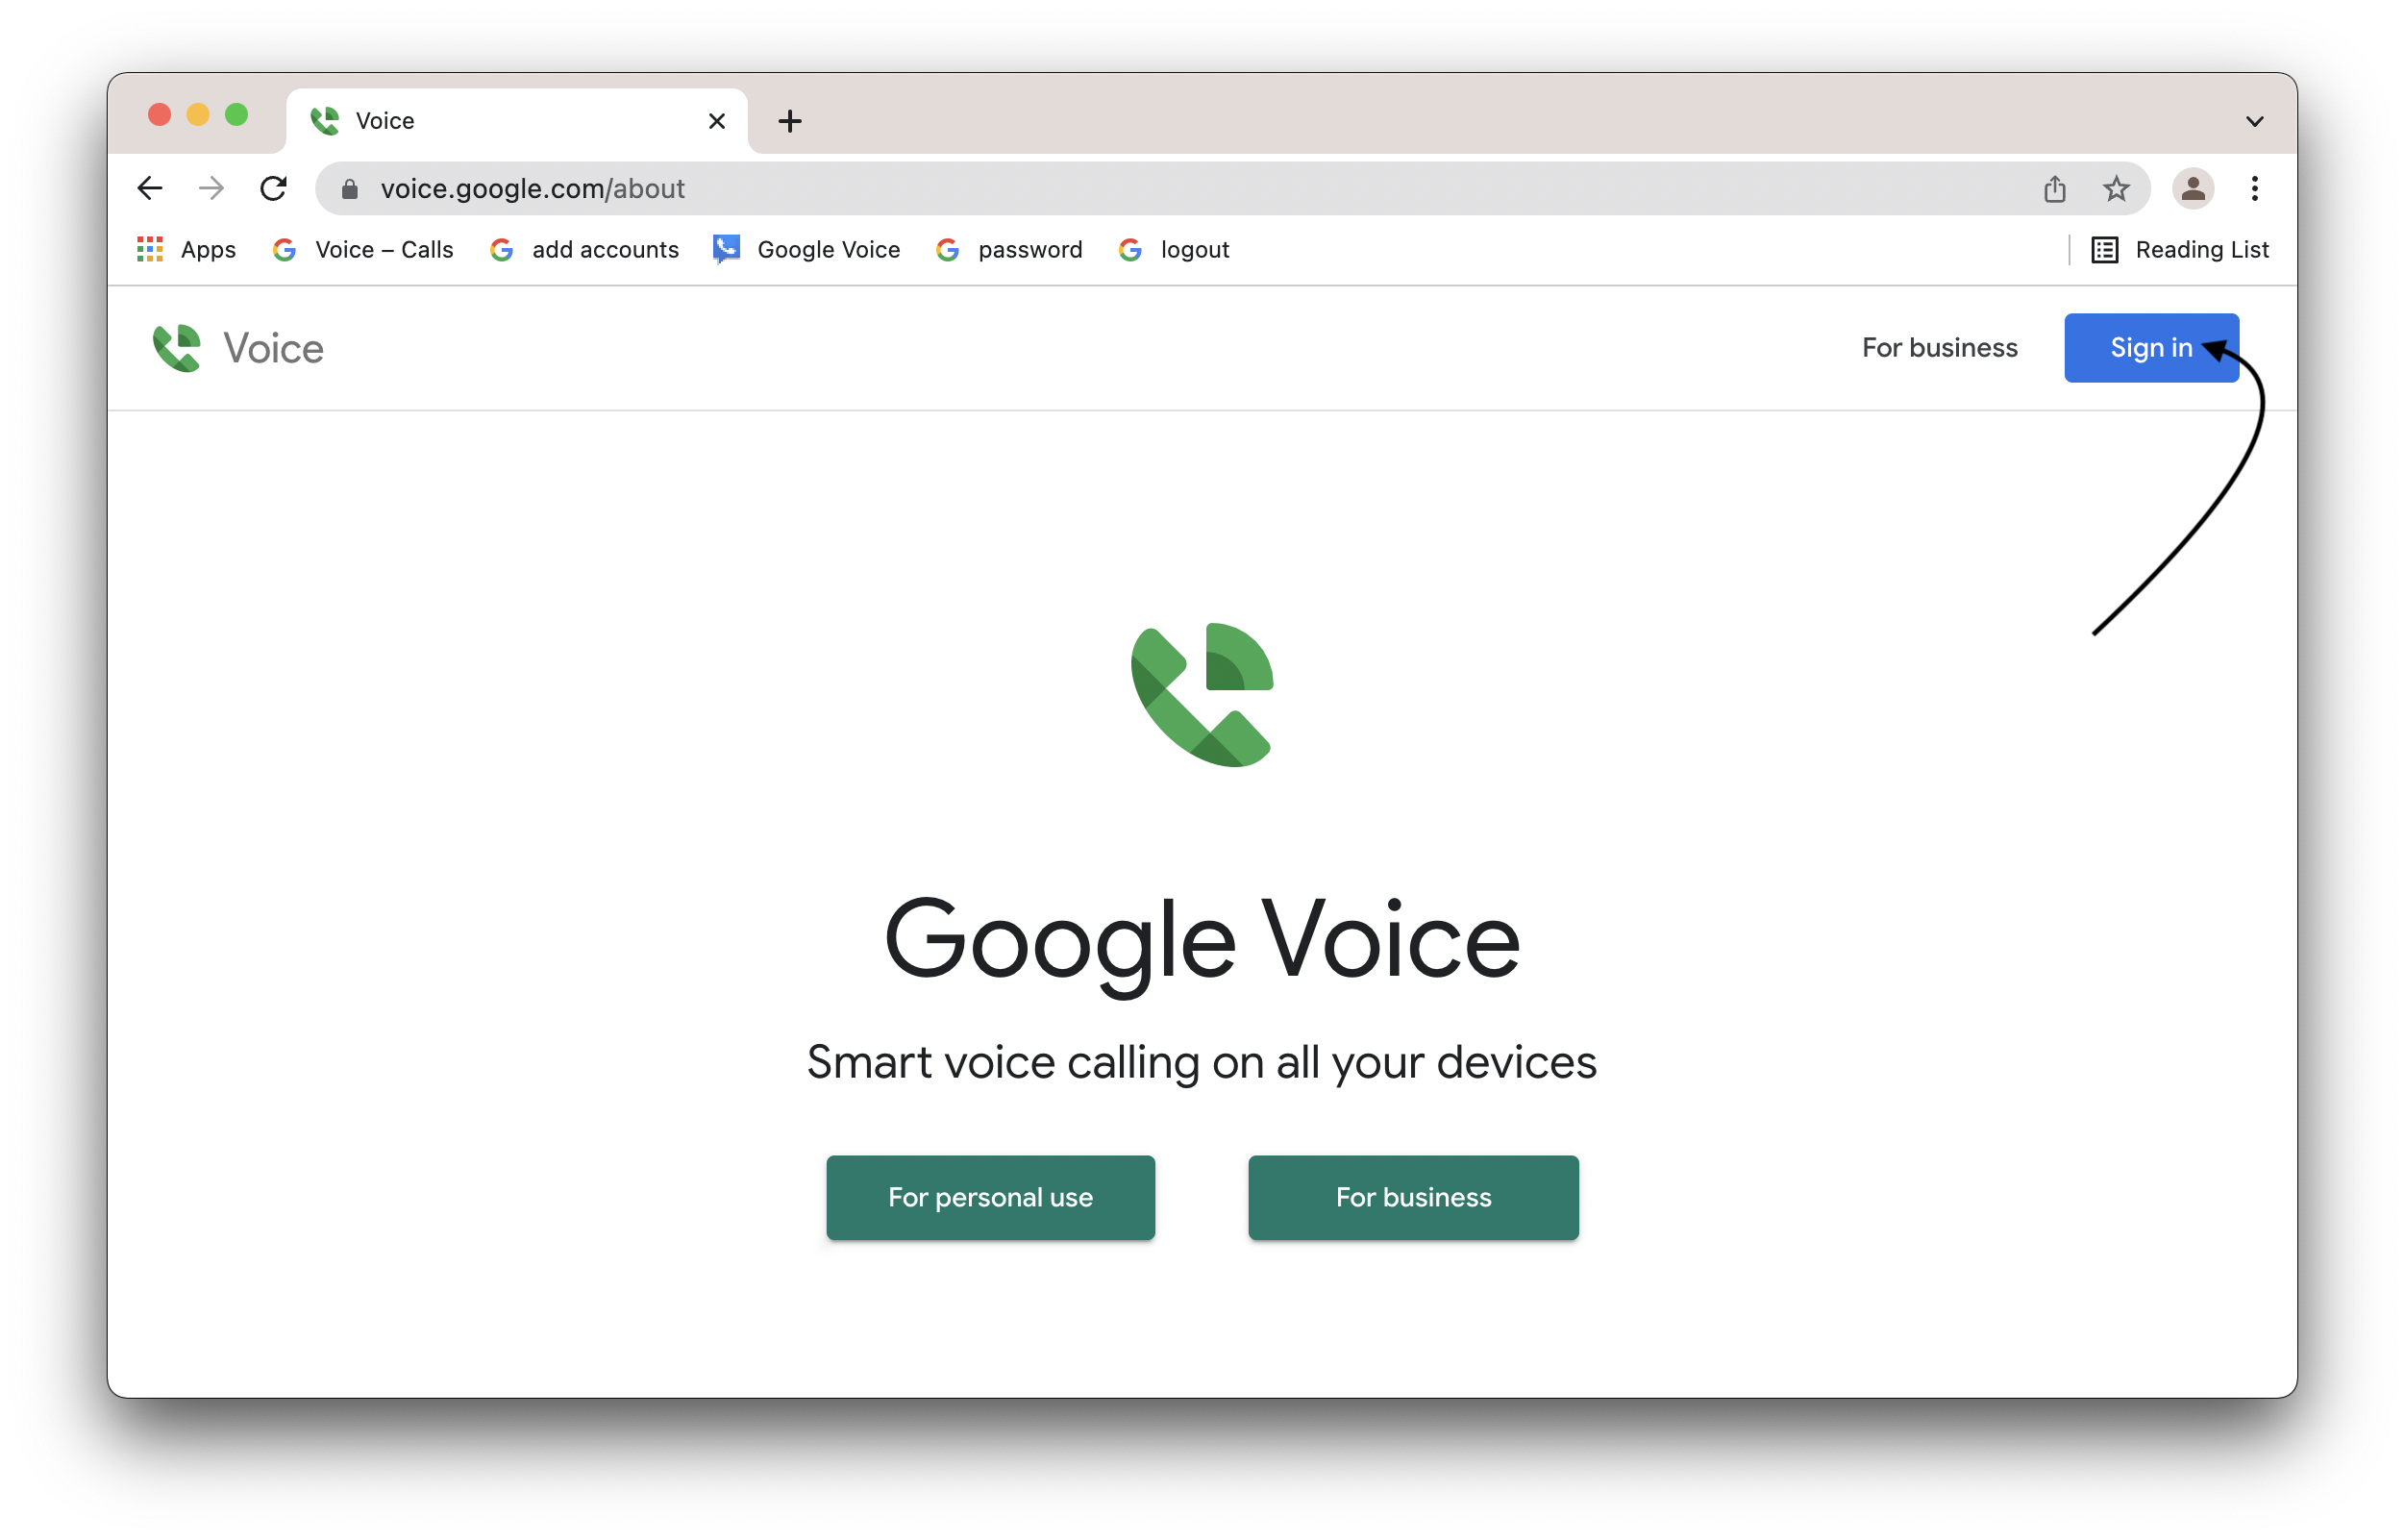 Voice
voice.google.com/about
Apps Voice – Calls add accounts Google Voice password logout Reading List
Voice For business Sign in
Google Voice
Smart voice calling on all your devices
For personal use For business